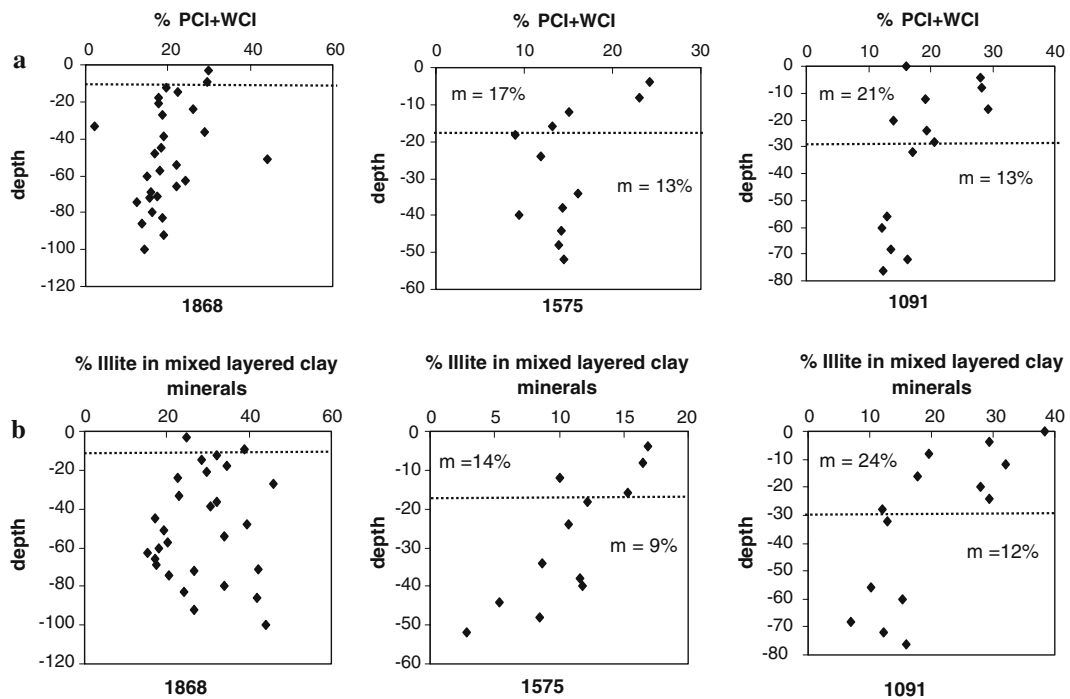 a
% PCI+WCI
0 20 40 60
0
-20
-40
-60
-80
-100
-120
depth
1868
% PCI+WCI
0 10 20 30
0
-10
-20
-30
-40
-50
-60
depth
m = 17%
m = 13%
1575
% PCI+WCI
0 10 20 30 40
0
-20
-40
-60
-80
depth
m = 21%
m = 13%
1091
b
% Illite in mixed layered clay
minerals
0 20 40 60
0
-20
-40
-60
-80
-100
-120
depth
1868
% Illite in mixed layered clay
minerals
0 5 10 15 20
0
-10
-20
-30
-40
-50
-60
depth
m =14%
m = 9%
1575
% Illite in mixed layered clay
minerals
0 10 20 30 40
0
-10
-20
-30
-40
-50
-60
-70
-80
depth
m = 24%
m =12%
1091